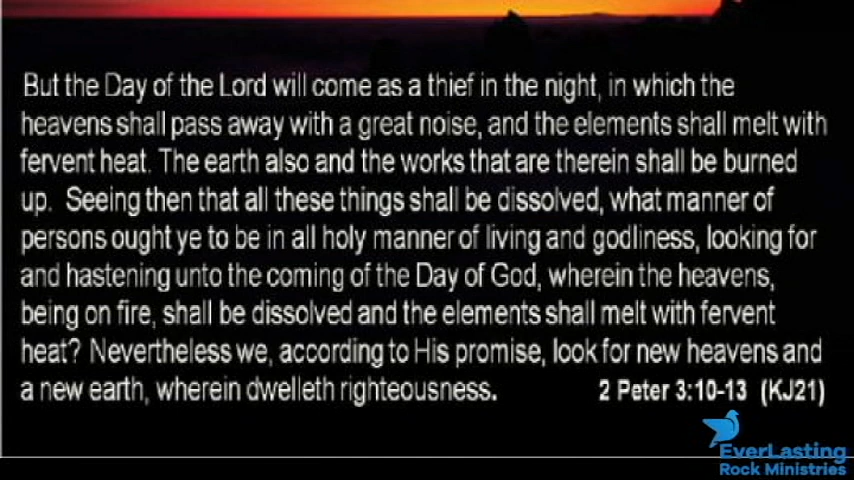 But the Day of the Lord will come as a thief in the night, in which the
heavens shall pass away with a great noise, and the elements shall melt with
fervent heat. The earth also and the works that are therein shall be burned
up. Seeing then that all these things shall be dissolved, what manner of
persons ought ye to be in all holy manner of living and godliness, looking for
and hastening unto the coming of the Day of God, wherein the heavens,
being on fire, shall be dissolved and the elements shall melt with fervent
heat? Nevertheless we, according to His promise, look for new heavens and
a new earth, wherein dwelleth righteousness. 2 Peter 3:10-13 (KJ21)
EverLasting
Rock Ministries